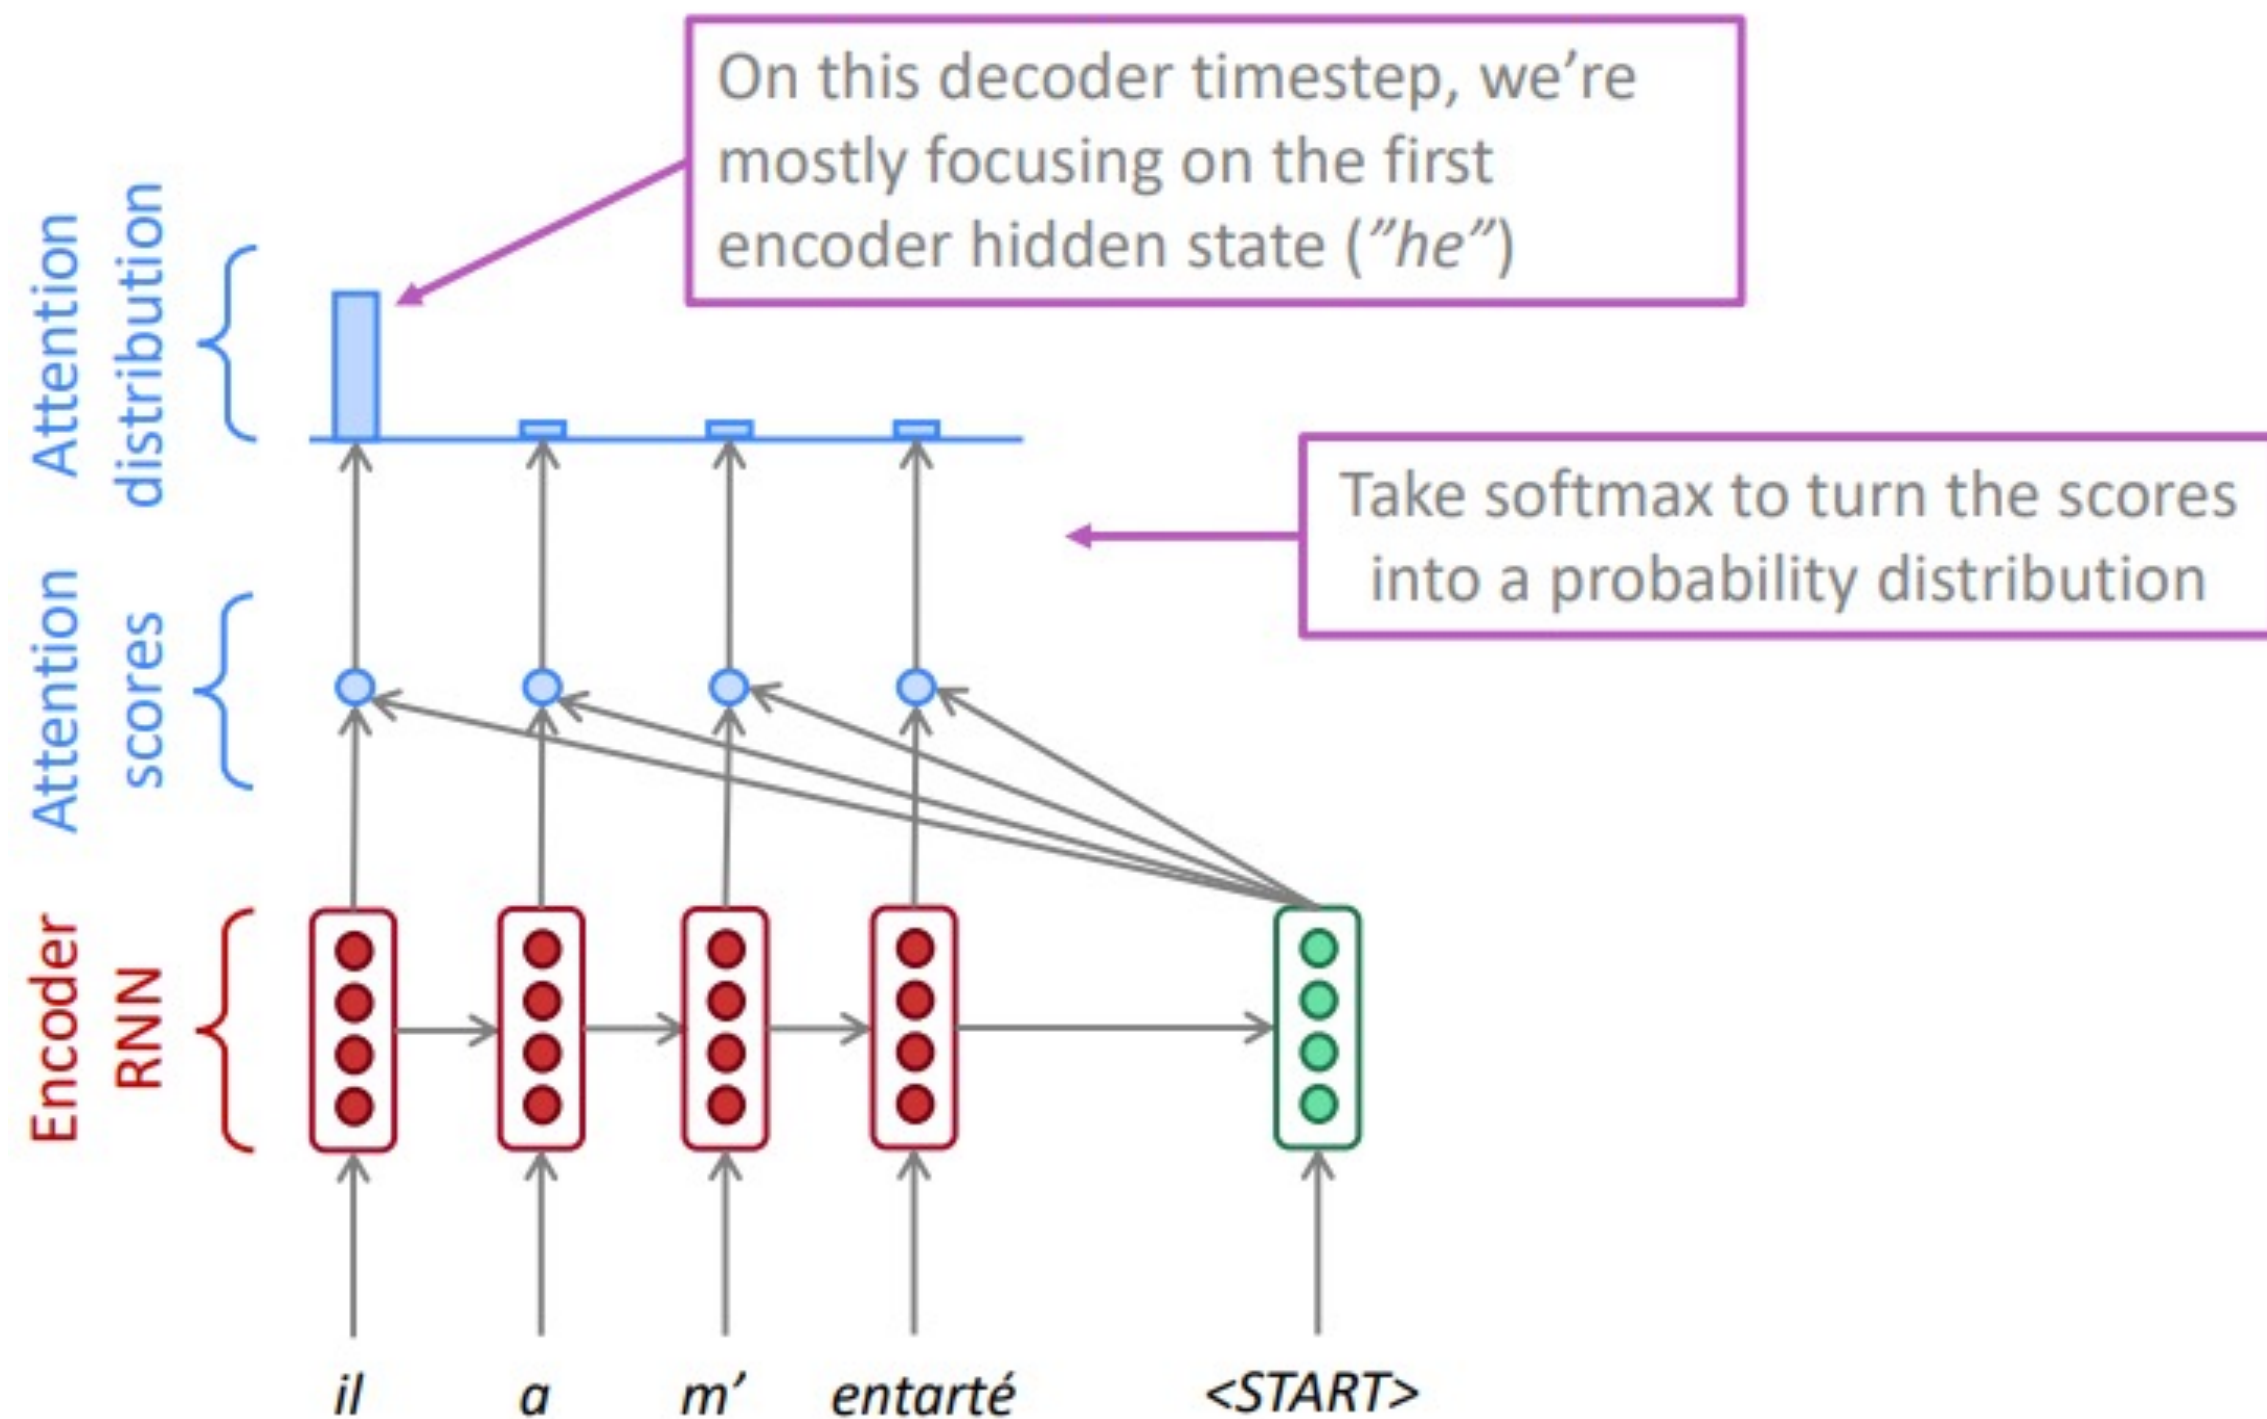 On this decoder timestep, we're
mostly focusing on the first
encoder hidden state (”he”)
Attention
distribution
Take softmax to turn the scores
into a probability distribution
Attention
scores
Encoder
RNN
il a m’ entarté <START>